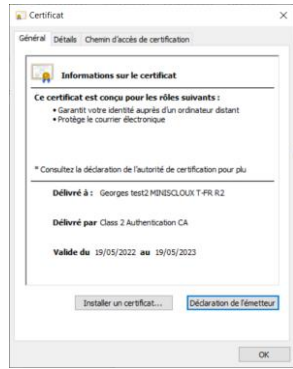 Certificat
Général Détails Chemin d'accès de certification
Informations sur le certificat
Ce certificat est conçu pour les rôles suivants :
• Garantit votre identité auprès d'un ordinateur distant
• Protège le courrier électronique
* Consultez la déclaration de l'autorité de certification pour plu
Délivré à : Georges test2 MINISCLOUX T-FR R2
Délivré par Class 2 Authentication CA
Valide du 19/05/2022 au 19/05/2023
Installer un certificat... Déclaration de l'émetteur
OK